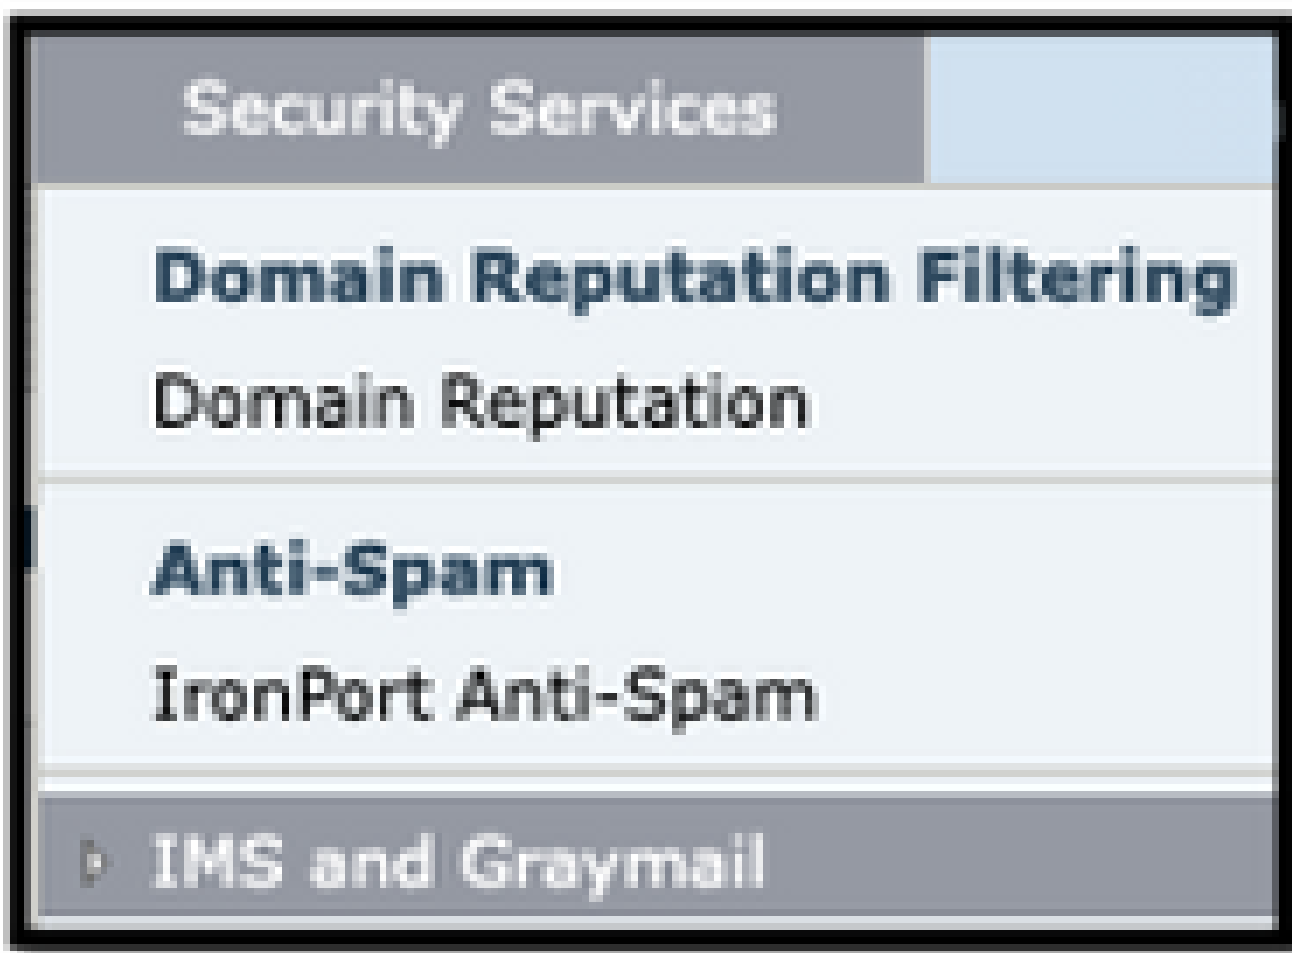 Security Services
Domain Reputation Filtering
Domain Reputation
Anti-Spam
IronPort Anti-Spam
IMS and Graymail